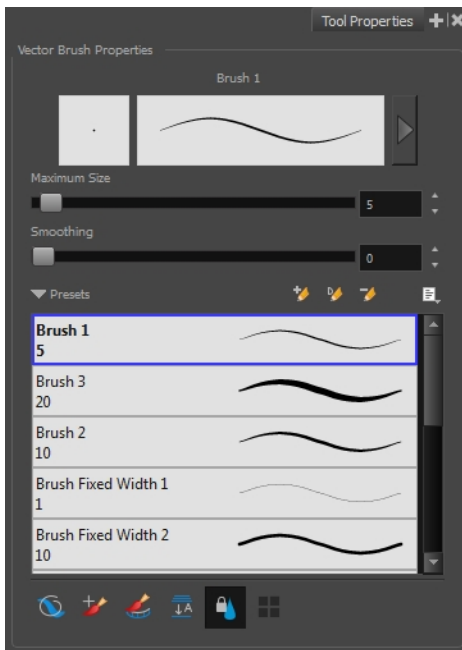 Tool Properties
Vector Brush Properties
Brush 1
Maximum Size
5
Smoothing
0
Presets
Brush 1
5
Brush 3
20
Brush 2
10
Brush Fixed Width 1
1
Brush Fixed Width 2
10